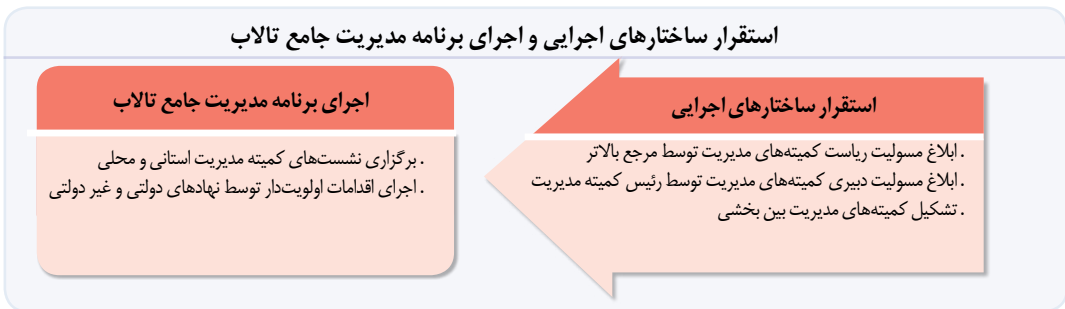 استقرار ساختارهای اجرایی و اجرای برنامه مدیریت جامع تالاب
استقرار ساختارهای اجرایی
. ابلاغ مسولیت ریاست کمیته‌های مدیریت توسط مرجع بالاتر
. ابلاغ مسولیت دبیری کمیته‌های مدیریت توسط رئیس کمیته مدیریت
. تشکیل کمیته‌های مدیریت بین بخشی
اجرای برنامه مدیریت جامع تالاب
. برگزاری نشست‌های کمیته مدیریت استانی و محلی
. اجرای اقدامات اولویت‌دار توسط نهادهای دولتی و غیر دولتی